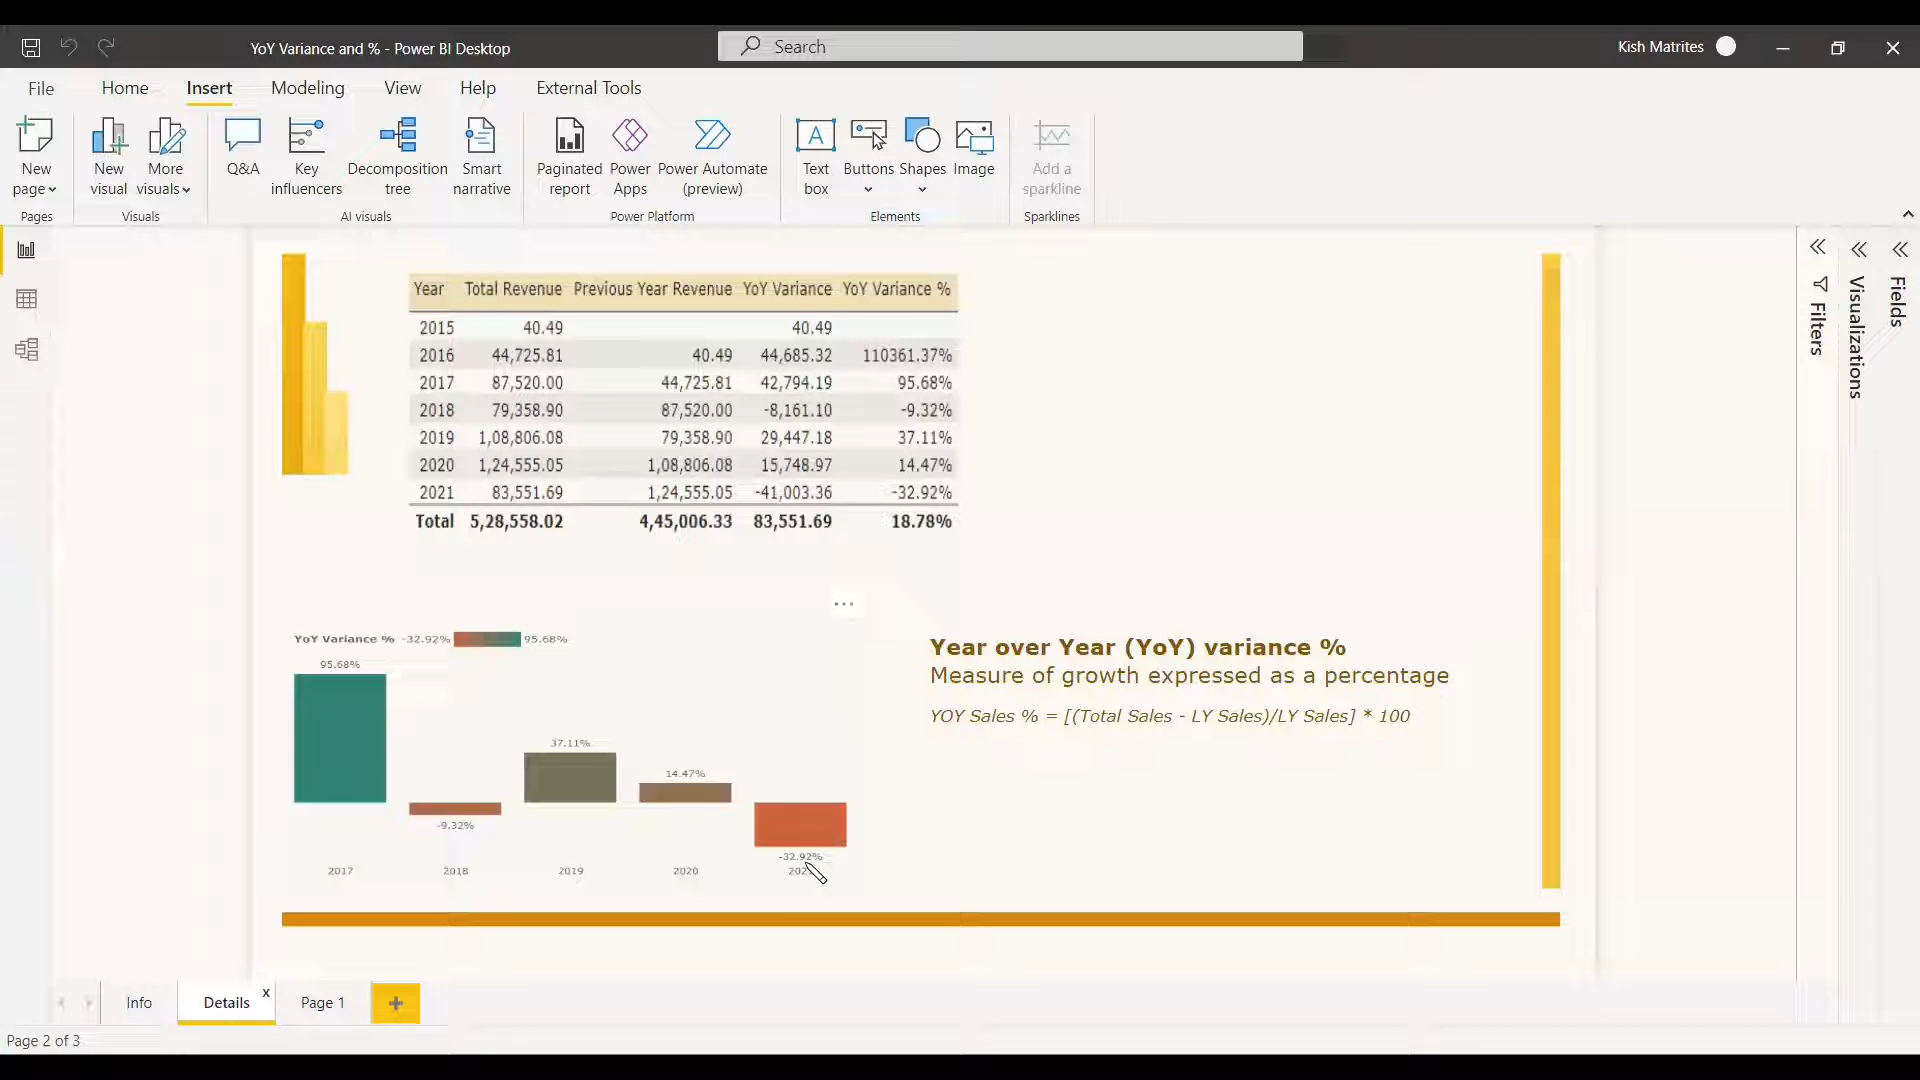 YoY Variance and % - Power BI Desktop
Search
Kish Matrites
File Home Insert Modeling View Help External Tools
New page
New visual
More visuals
Q&A
Key influencers
Decomposition tree
Smart narrative
Paginated report
Power Apps
Power Automate (preview)
Text box
Buttons
Shapes
Image
Add a sparkline
Pages
Visuals
AI visuals
Power Platform
Elements
Sparklines
Year Total Revenue Previous Year Revenue YoY Variance YoY Variance %
2015 40.49 40.49
2016 44,725.81 40.49 44,685.32 110361.37%
2017 87,520.00 44,725.81 42,794.19 95.68%
2018 79,358.90 87,520.00 -8,161.10 -9.32%
2019 1,08,806.08 79,358.90 29,447.18 37.11%
2020 1,24,555.05 1,08,806.08 15,748.97 14.47%
2021 83,551.69 1,24,555.05 -41,003.36 -32.92%
Total 5,28,558.02 4,45,006.33 83,551.69 18.78%
Filters
Visualizations
Fields
YoY Variance % -32.92% 95.68%
95.68%
37.11%
14.47%
-9.32%
-32.92%
2017 2018 2019 2020
Year over Year (YoY) variance %
Measure of growth expressed as a percentage
YOY Sales % = [(Total Sales - LY Sales)/LY Sales] * 100
Info Details x Page 1 +
Page 2 of 3